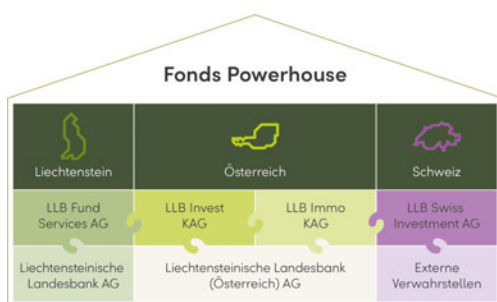 Fonds Powerhouse
Liechtenstein
Österreich
Schweiz
LLB Fund
Services AG
LLB Invest
KAG
LLB Immo
KAG
LLB Swiss
Investment AG
Liechtensteinische
Landesbank AG
Liechtensteinische Landesbank
(Österreich) AG
Externe
Verwahrstellen